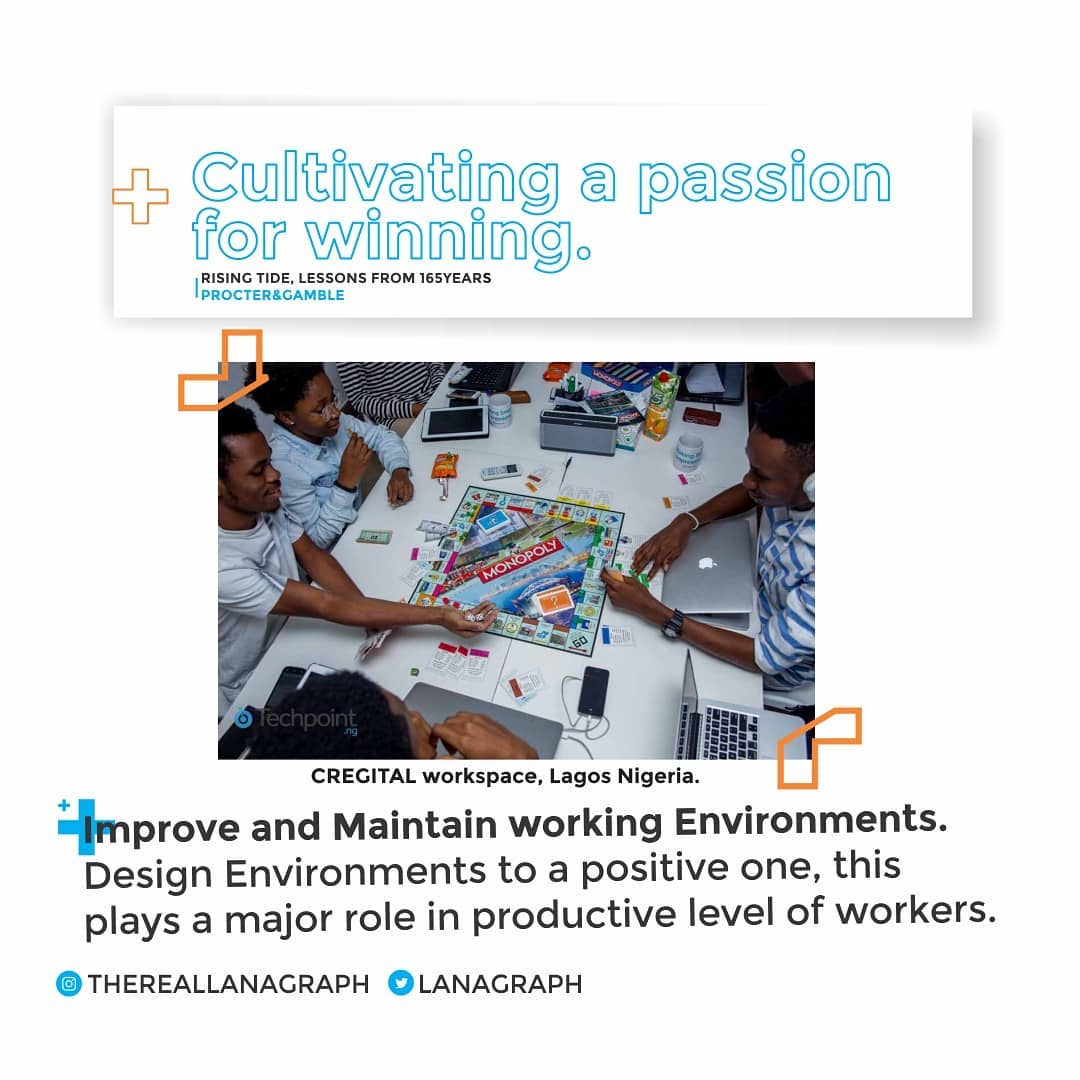 Cultivating a passion
for winning.
RISING TIDE, LESSONS FROM 165YEARS
PROCTER&GAMBLE
MONOPOLY
MONOPOLY
?
GO
Techpoint
.ng
CREGITAL workspace, Lagos Nigeria.
Improve and Maintain working Environments.
Design Environments to a positive one, this
plays a major role in productive level of workers.
THEREALLANAGRAPH
LANAGRAPH